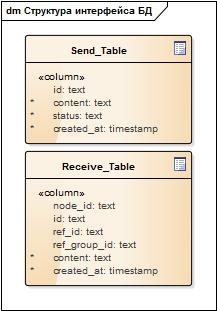 dm Структура интерфейса БД
Send_Table
«column»
id: text
* content: text
* status: text
* created_at: timestamp
Receive_Table
«column»
node_id: text
id: text
ref_id: text
ref_group_id: text
* content: text
* created_at: timestamp